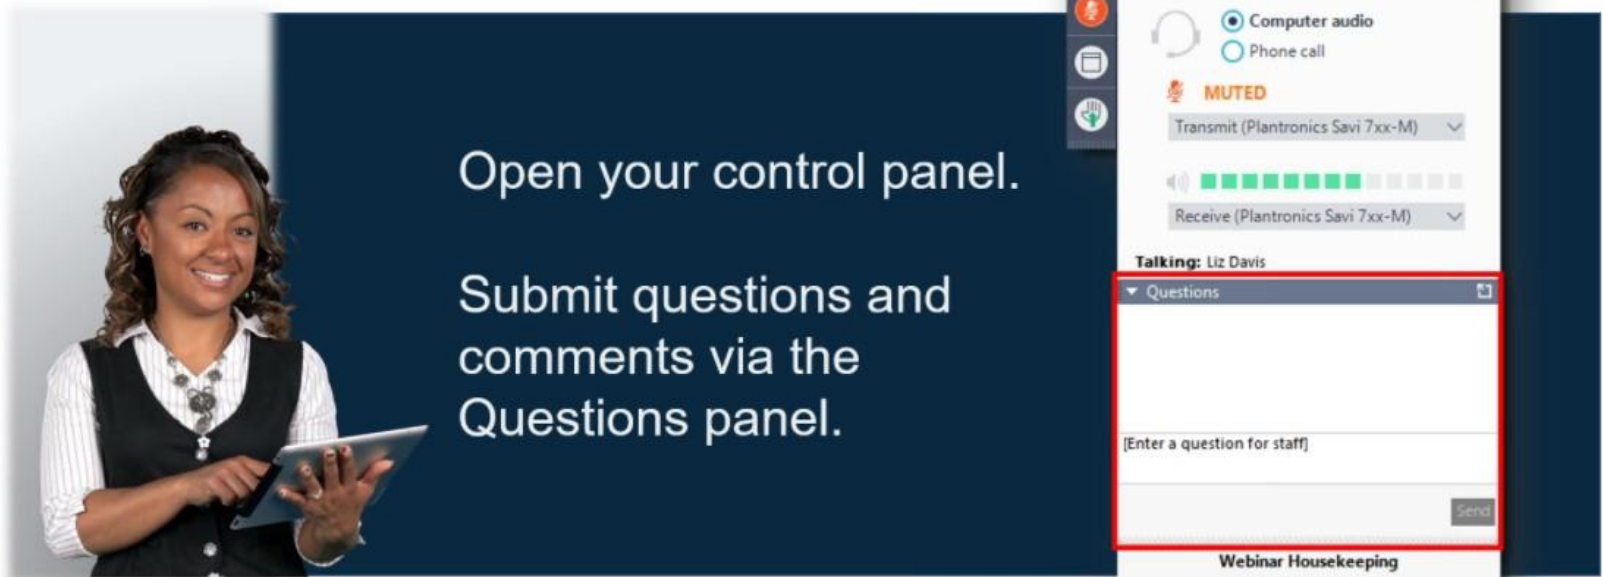 Open your control panel.
Submit questions and
comments via the
Questions panel.
Computer audio
Phone call
MUTED
Transmit (Plantronics Savi 7xx-M)
Receive (Plantronics Savi 7xx-M)
Talking: Liz Davis
Questions
[Enter a question for staff]
Send
Webinar Housekeeping